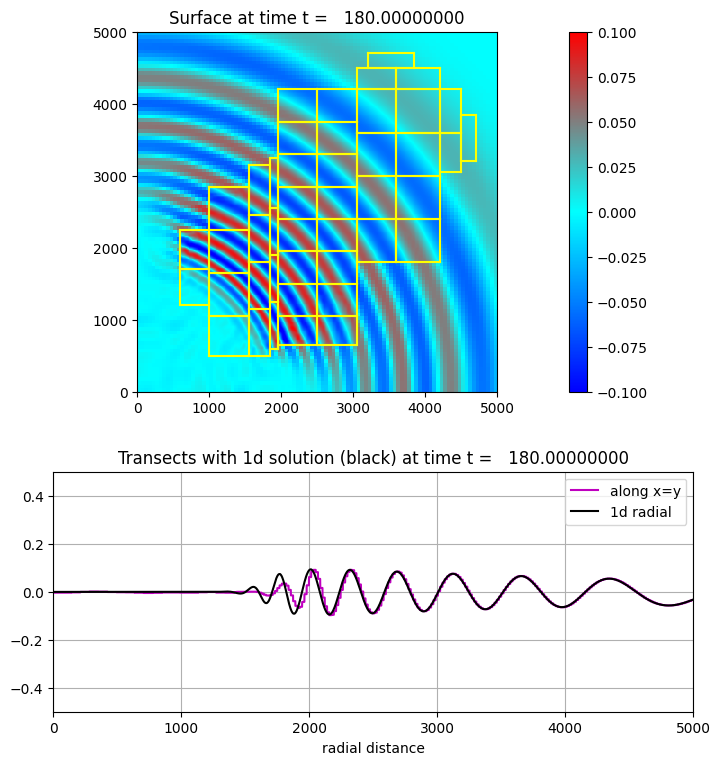 Surface at time t =   180.00000000
5000
4000
3000
2000
1000
0
0 1000 2000 3000 4000 5000
0.100
0.075
0.050
0.025
0.000
−0.025
−0.050
−0.075
−0.100
Transects with 1d solution (black) at time t =   180.00000000
0.4
0.2
0.0
−0.2
−0.4
along x=y
1d radial
0 1000 2000 3000 4000 5000
radial distance